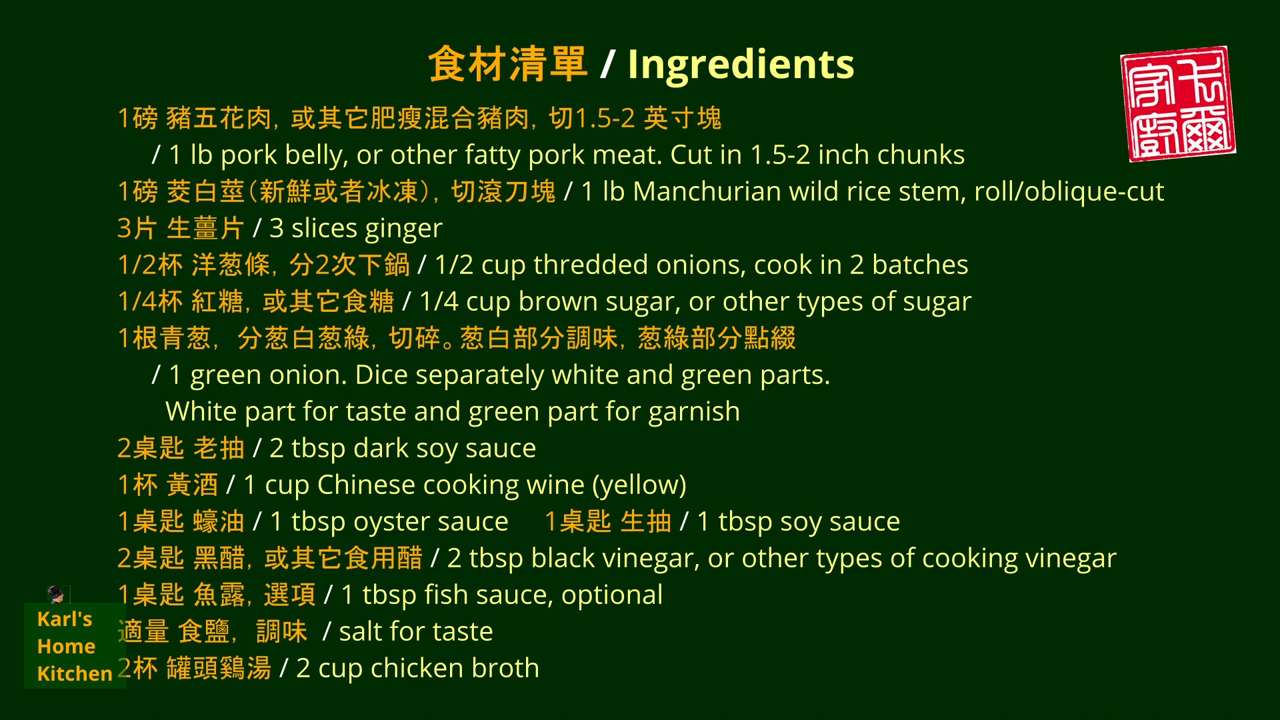 食材清單 / Ingredients
卡爾家廚
1磅 豬五花肉，或其它肥瘦混合豬肉，切1.5-2 英寸塊
/ 1 lb pork belly, or other fatty pork meat. Cut in 1.5-2 inch chunks
1磅 茭白莖（新鮮或者冰凍），切滾刀塊 / 1 lb Manchurian wild rice stem, roll/oblique-cut
3片 生薑片 / 3 slices ginger
1/2杯 洋葱條，分2次下鍋 / 1/2 cup thredded onions, cook in 2 batches
1/4杯 紅糖，或其它食糖 / 1/4 cup brown sugar, or other types of sugar
1根青葱， 分葱白葱綠，切碎。葱白部分調味，葱綠部分點綴
/ 1 green onion. Dice separately white and green parts.
White part for taste and green part for garnish
2桌匙 老抽 / 2 tbsp dark soy sauce
1杯 黃酒 / 1 cup Chinese cooking wine (yellow)
1桌匙 蠔油 / 1 tbsp oyster sauce 1桌匙 生抽 / 1 tbsp soy sauce
2桌匙 黑醋，或其它食用醋 / 2 tbsp black vinegar, or other types of cooking vinegar
1桌匙 魚露，選項 / 1 tbsp fish sauce, optional
適量 食鹽， 調味 / salt for taste
2杯 罐頭鷄湯 / 2 cup chicken broth
Karl's
Home
Kitchen